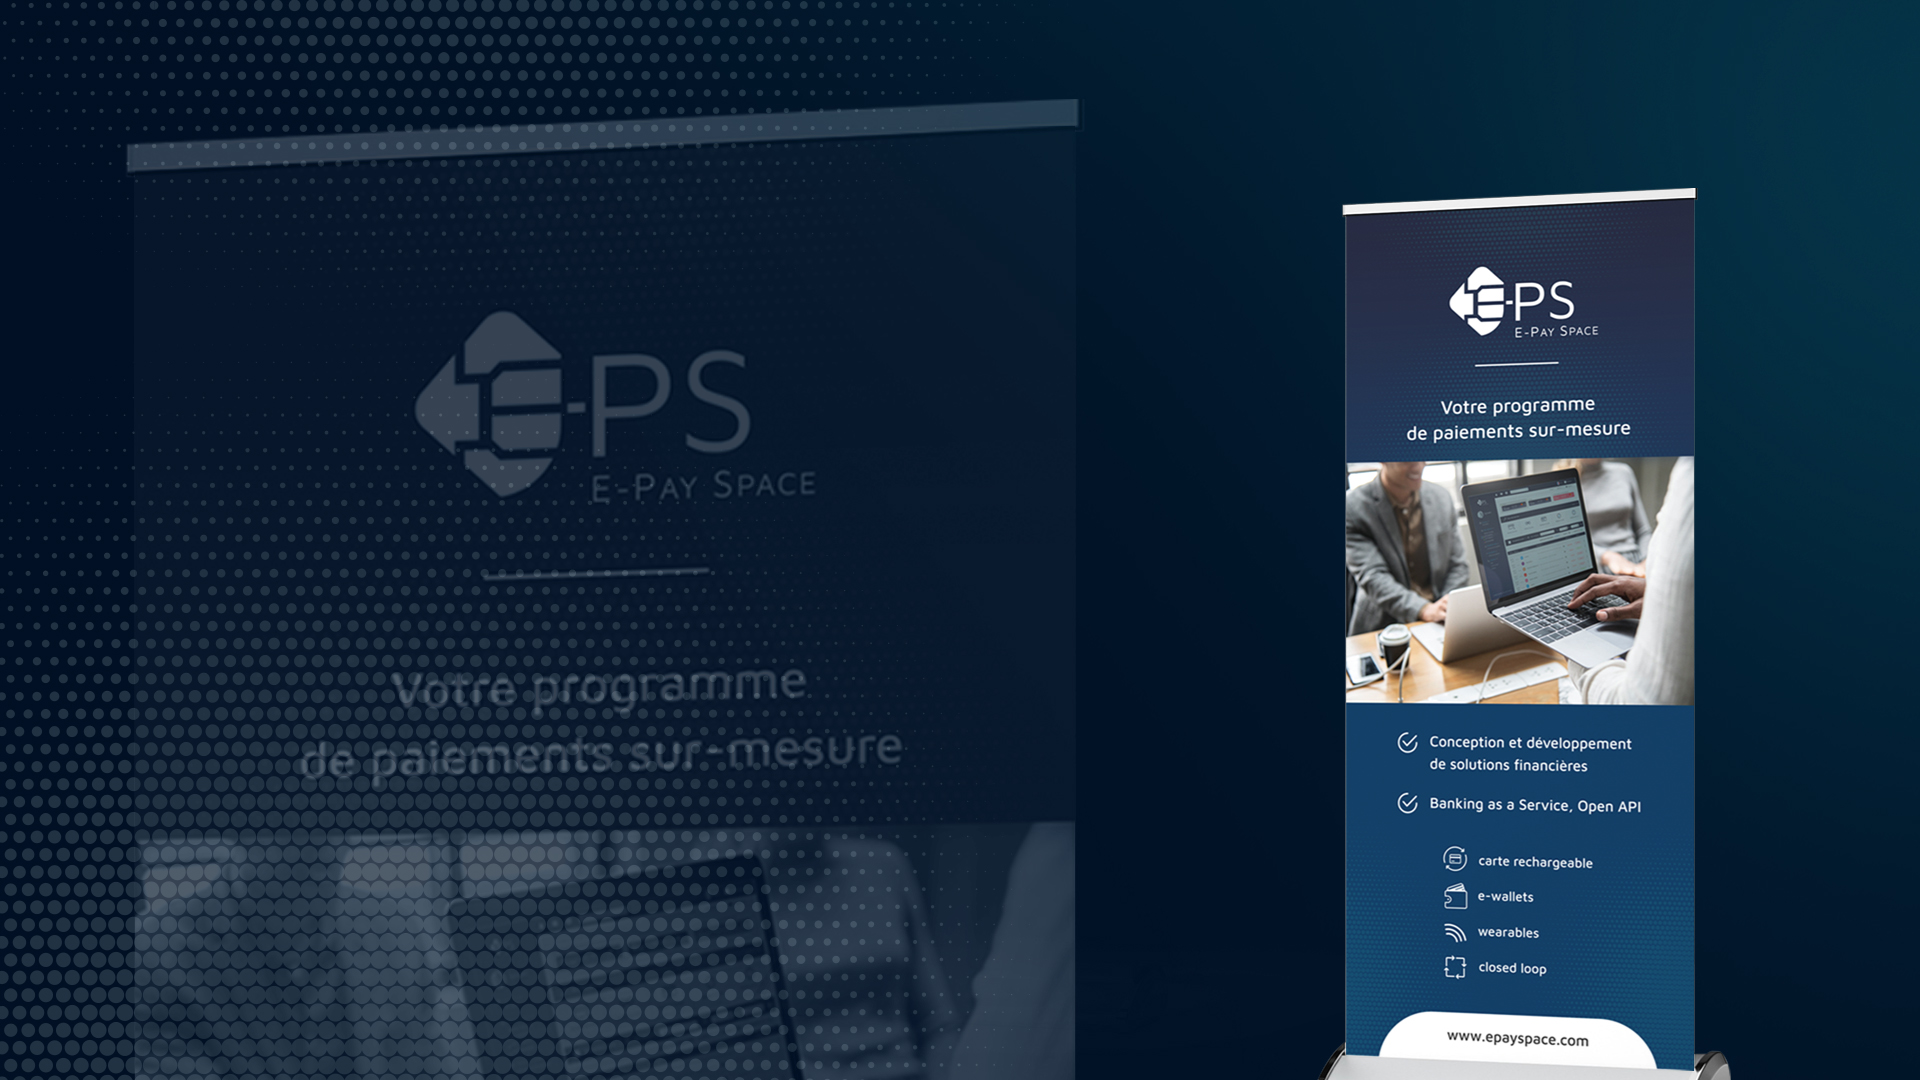 E-PS
E-PAY SPACE
Votre programme
de paiements sur-mesure
E-PS
E-PAY SPACE
Votre programme
de paiements sur-mesure
Conception et développement
de solutions financières
Banking as a Service, Open API
carte rechargeable
e-wallets
wearables
closed loop
www.epayspace.com